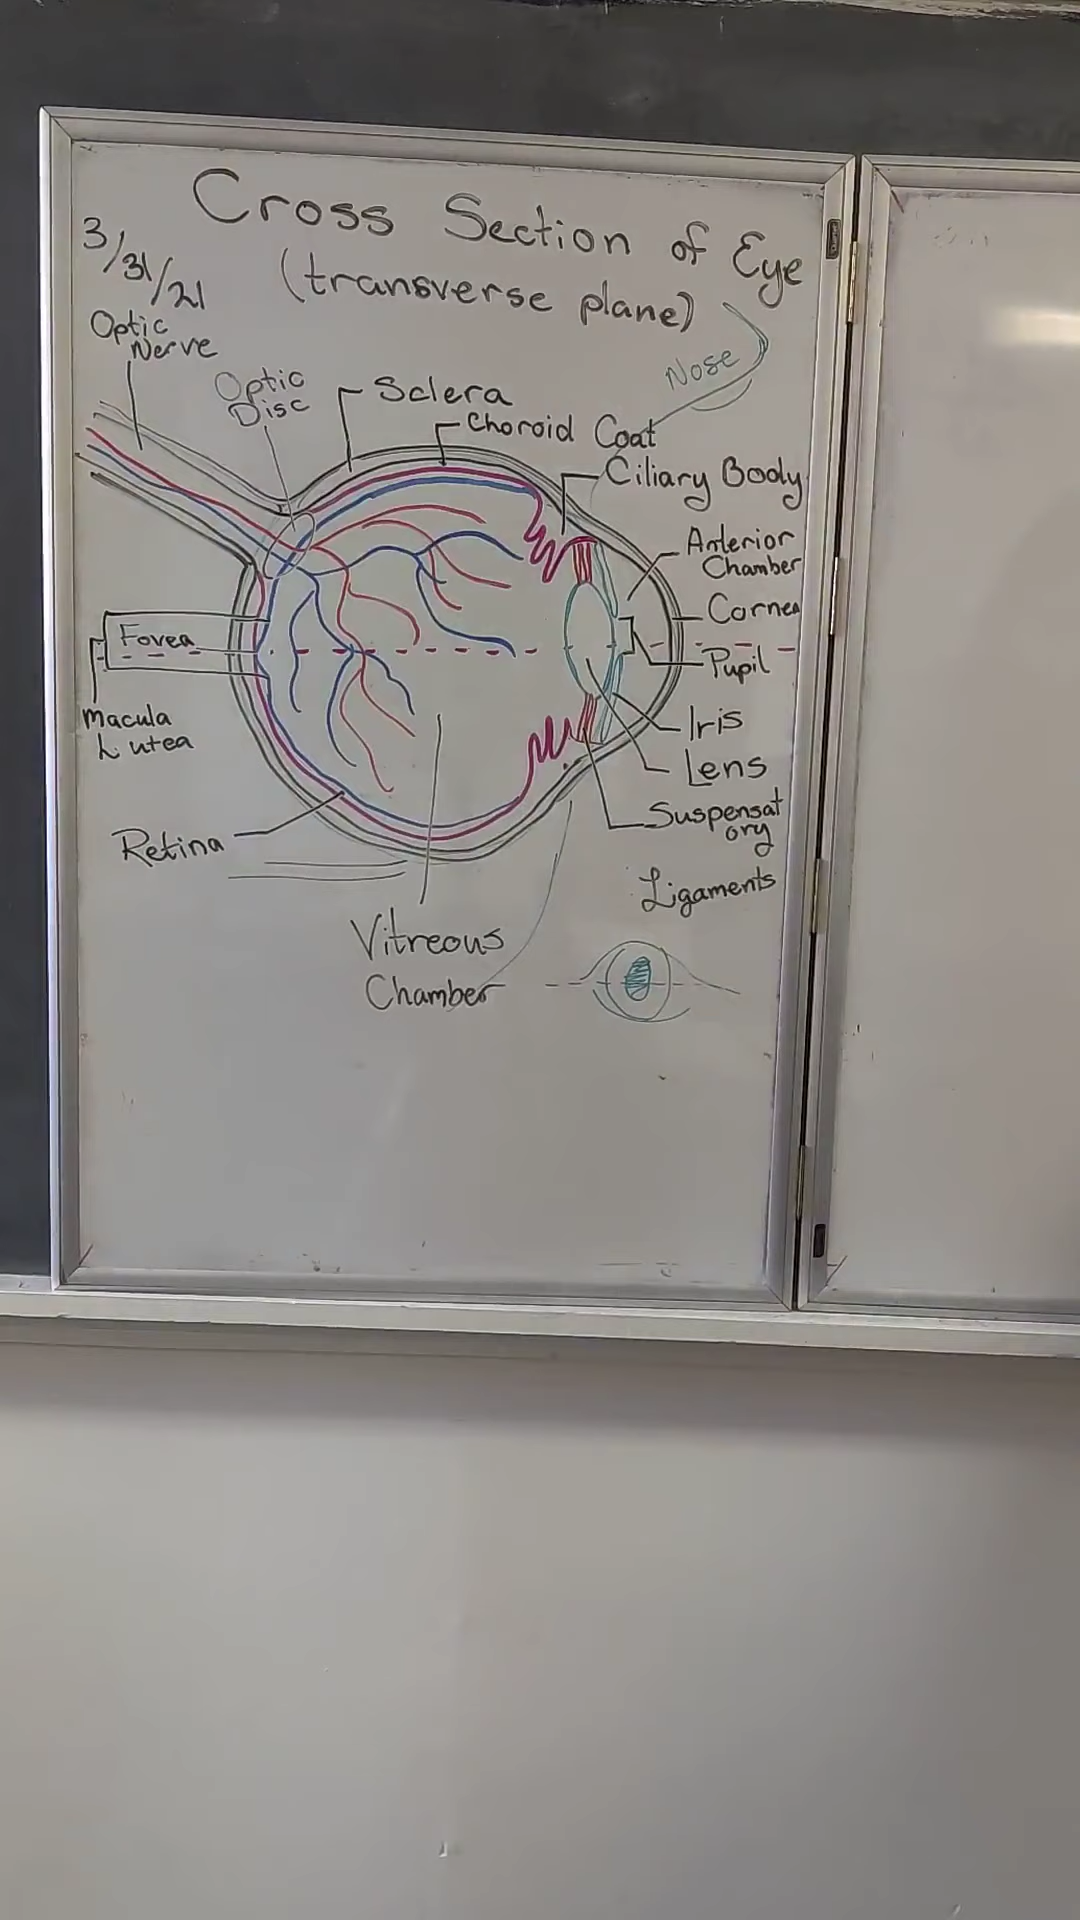 Cross Section of Eye
(transverse plane)
3/31/21
Optic
Nerve
Optic
Disc
Sclera
Choroid Coat
Nose
Ciliary Body
Anterior
Chamber
Cornea
Pupil
Iris
Lens
Suspensat
ory
Ligaments
Fovea
Macula
Lutea
Retina
Vitreous
Chamber